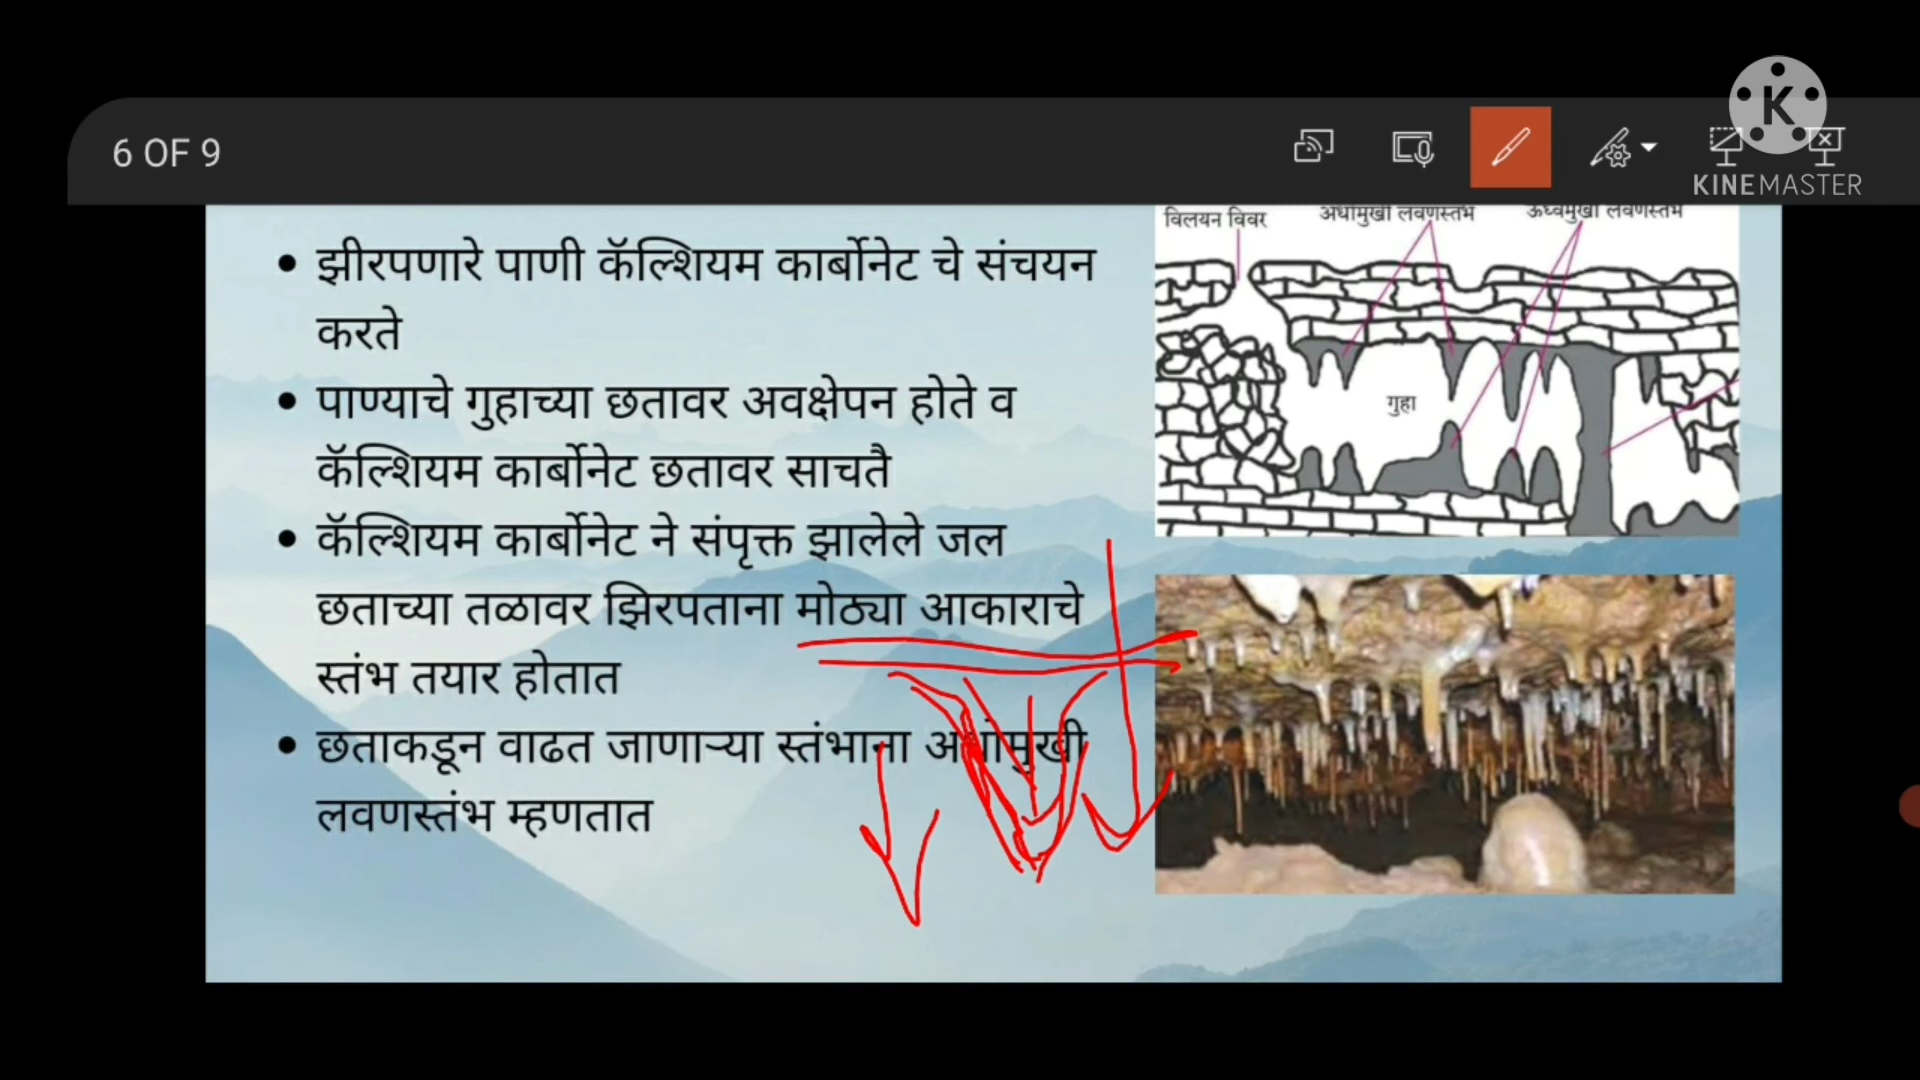 6 OF 9
KINEMASTER
विलयन विवर
अधोमुखी लवणस्तंभ
ऊर्ध्वमुखी लवणस्तंभ
गुहा
• झीरपणारे पाणी कॅल्शियम कार्बोनेट चे संचयन
करते
• पाण्याचे गुहाच्या छतावर अवक्षेपन होते व
कॅल्शियम कार्बोनेट छतावर साचतै
• कॅल्शियम कार्बोनेट ने संपृक्त झालेले जल
छताच्या तळावर झिरपताना मोठ्या आकाराचे
स्तंभ तयार होतात
• छताकडून वाढत जाणाऱ्या स्तंभाना अधोमुखी
लवणस्तंभ म्हणतात